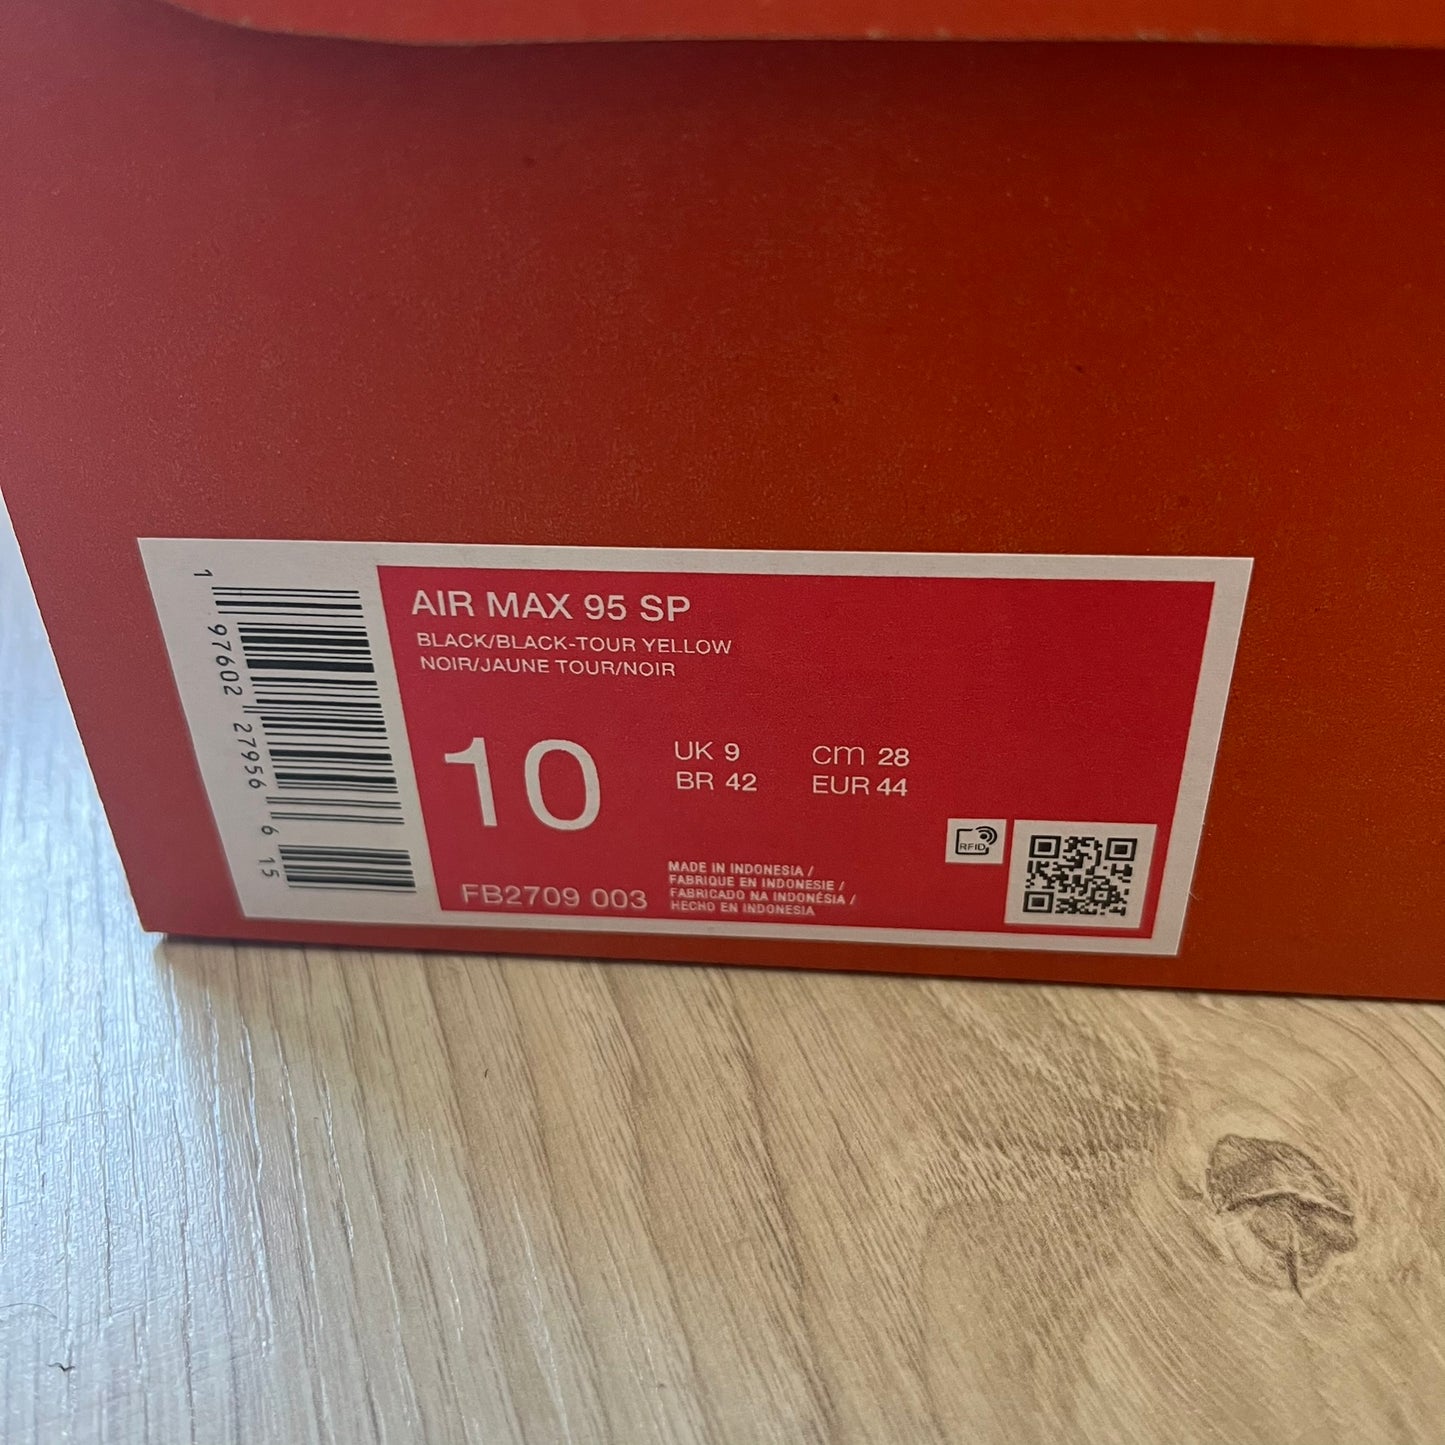 AIR MAX 95 SP
BLACK/BLACK-TOUR YELLOW
NOIR/JAUNE TOUR/NOIR
10
UK 9
BR 42
cm 28
EUR 44
FB2709 003
MADE IN INDONESIA /
FABRIQUE EN INDONESIE /
FABRICADO NA INDONÉSIA /
HECHO EN INDONESIA
RFID
1 97602 27956 6 15